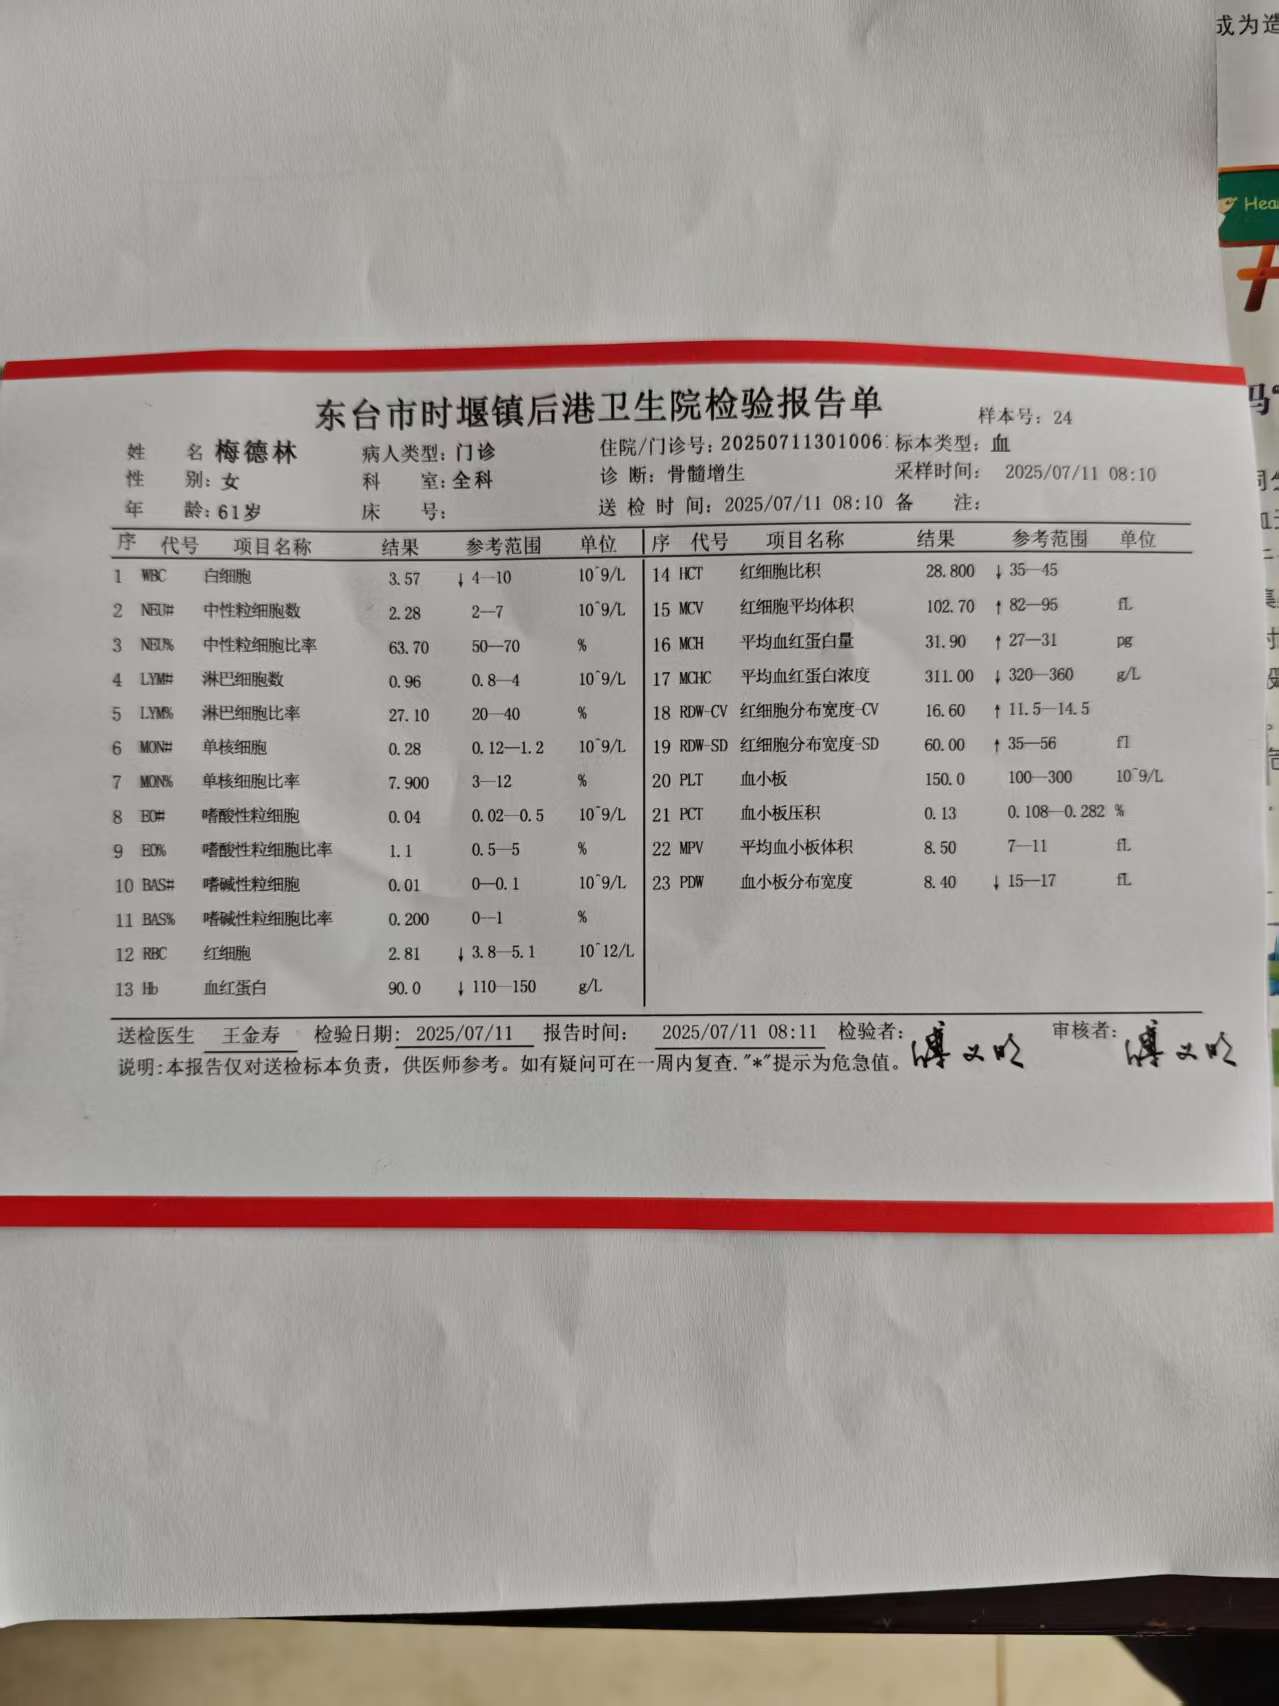 成为造
Hea
东台市时堰镇后港卫生院检验报告单
样本号: 24
姓 名 梅德林 病人类型: 门诊 住院/门诊号: 20250711301006 标本类型: 血
性 别: 女 科 室: 全科 诊 断: 骨髓增生 采样时间: 2025/07/11 08:10
年 龄: 61岁 床 号: 送 检 时 间: 2025/07/11 08:10 备 注:
序 代号 项目名称 结果 参考范围 单位 序 代号 项目名称 结果 参考范围 单位
1 WBC 白细胞 3.57 ↓ 4—10 10^9/L 14 HCT 红细胞比积 28.800 ↓ 35—45
2 NEU# 中性粒细胞数 2.28 2—7 10^9/L 15 MCV 红细胞平均体积 102.70 ↑ 82—95 fL
3 NEU% 中性粒细胞比率 63.70 50—70 % 16 MCH 平均血红蛋白量 31.90 ↑ 27—31 pg
4 LYM# 淋巴细胞数 0.96 0.8—4 10^9/L 17 MCHC 平均血红蛋白浓度 311.00 ↓ 320—360 g/L
5 LYM% 淋巴细胞比率 27.10 20—40 % 18 RDW-CV 红细胞分布宽度-CV 16.60 ↑ 11.5—14.5
6 MON# 单核细胞 0.28 0.12—1.2 10^9/L 19 RDW-SD 红细胞分布宽度-SD 60.00 ↑ 35—56 fl
7 MON% 单核细胞比率 7.900 3—12 % 20 PLT 血小板 150.0 100—300 10^9/L
8 EO# 嗜酸性粒细胞 0.04 0.02—0.5 10^9/L 21 PCT 血小板压积 0.13 0.108—0.282 %
9 EO% 嗜酸性粒细胞比率 1.1 0.5—5 % 22 MPV 平均血小板体积 8.50 7—11 fL
10 BAS# 嗜碱性粒细胞 0.01 0—0.1 10^9/L 23 PDW 血小板分布宽度 8.40 ↓ 15—17 fL
11 BAS% 嗜碱性粒细胞比率 0.200 0—1 %
12 RBC 红细胞 2.81 ↓ 3.8—5.1 10^12/L
13 Hb 血红蛋白 90.0 ↓ 110—150 g/L
送检医生 王金寿 检验日期: 2025/07/11 报告时间: 2025/07/11 08:11 检验者: 审核者:
说明:本报告仅对送检标本负责，供医师参考。如有疑问可在一周内复查."*"提示为危急值。